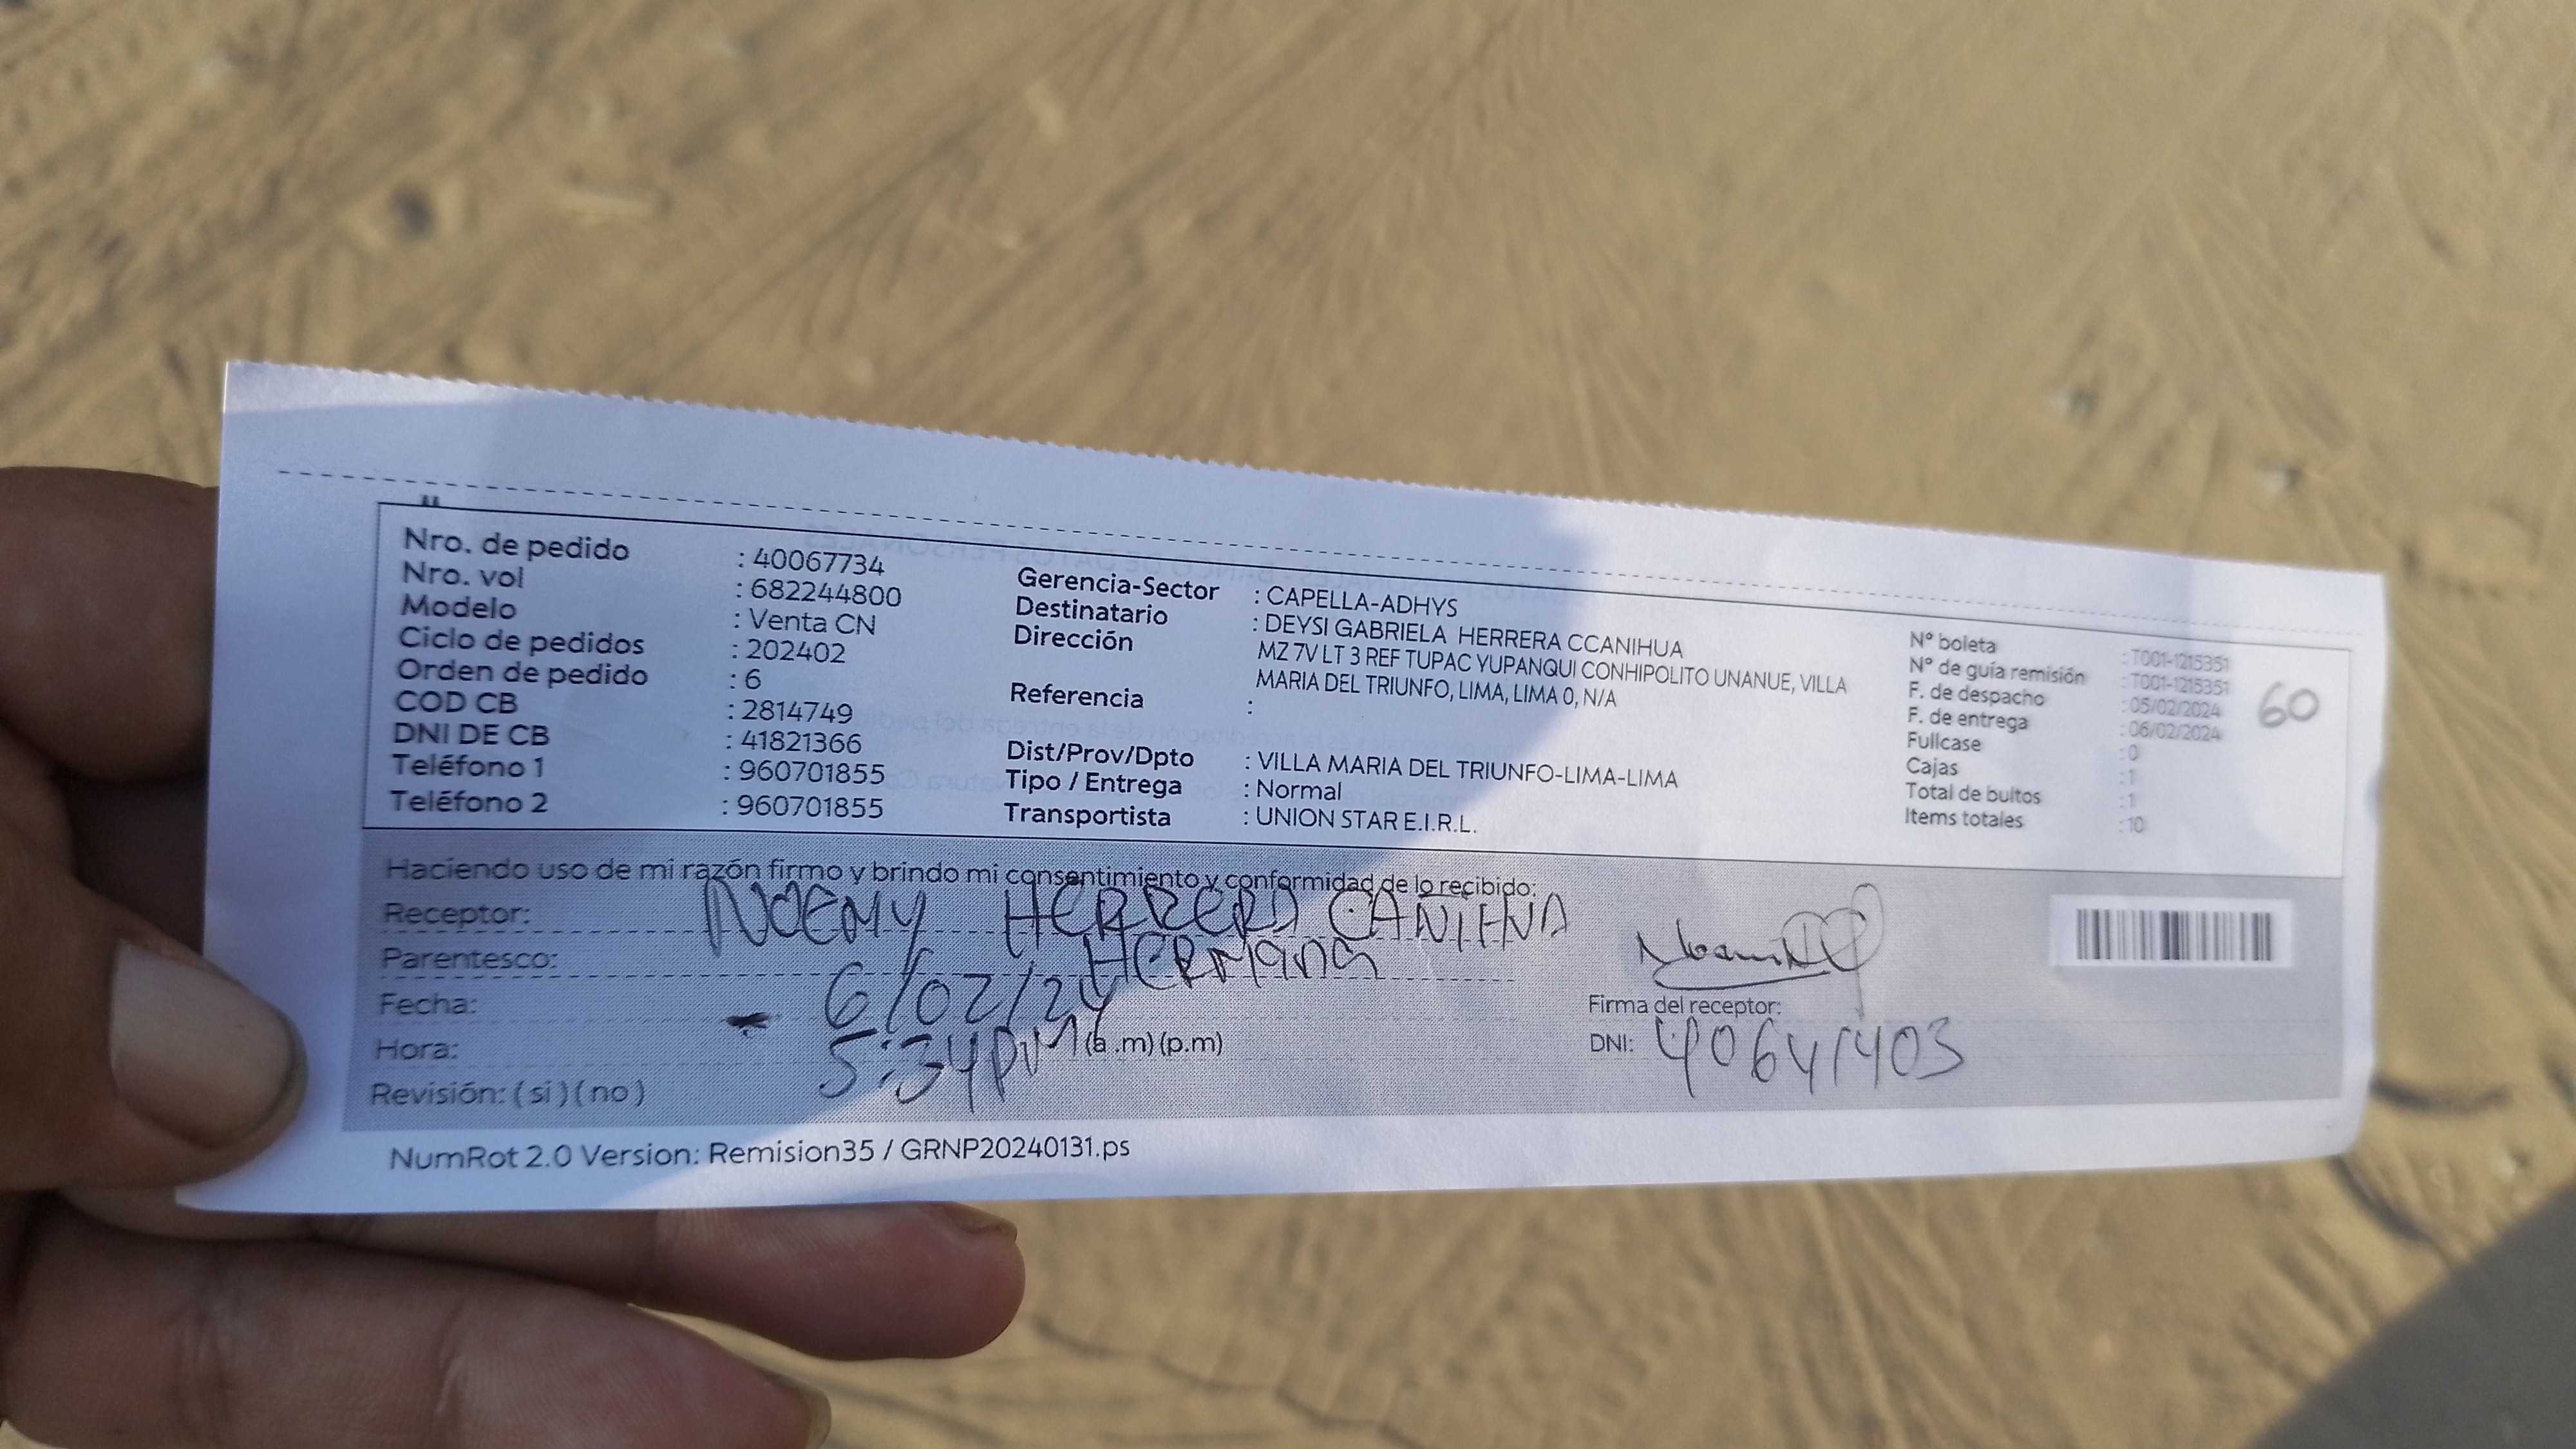 Nro. de pedido : 40067734
Nro. vol : 682244800
Modelo : Venta CN
Ciclo de pedidos : 202402
Orden de pedido : 6
COD CB : 2814749
DNI DE CB : 41821366
Teléfono 1 : 960701855
Teléfono 2 : 960701855
Gerencia-Sector : CAPELLA-ADHYS
Destinatario : DEYSI GABRIELA HERRERA CCANIHUA
Dirección MZ 7V LT 3 REF TUPAC YUPANQUI CONHIPOLITO UNANUE, VILLA
MARIA DEL TRIUNFO, LIMA, LIMA 0, N/A
Referencia :
Dist/Prov/Dpto : VILLA MARIA DEL TRIUNFO-LIMA-LIMA
Tipo / Entrega : Normal
Transportista : UNION STAR E.I.R.L.
N° boleta : T001-1215351
N° de guía remisión : T001-1215351
F. de despacho : 05/02/2024
F. de entrega : 06/02/2024
Fullcase : 0
Cajas : 1
Total de bultos : 1
Items totales : 10
60
Haciendo uso de mi razón firmo y brindo mi consentimiento y conformidad de lo recibido:
Receptor: NOEMY HERRERA CANIHUA
Parentesco: HERMANA
Fecha: 6/02/24
Hora: 5:34 PM (a .m) (p.m)
Revisión: ( si ) ( no )
Firma del receptor:
DNI: 40641403
NumRot 2.0 Version: Remision35 / GRNP20240131.ps